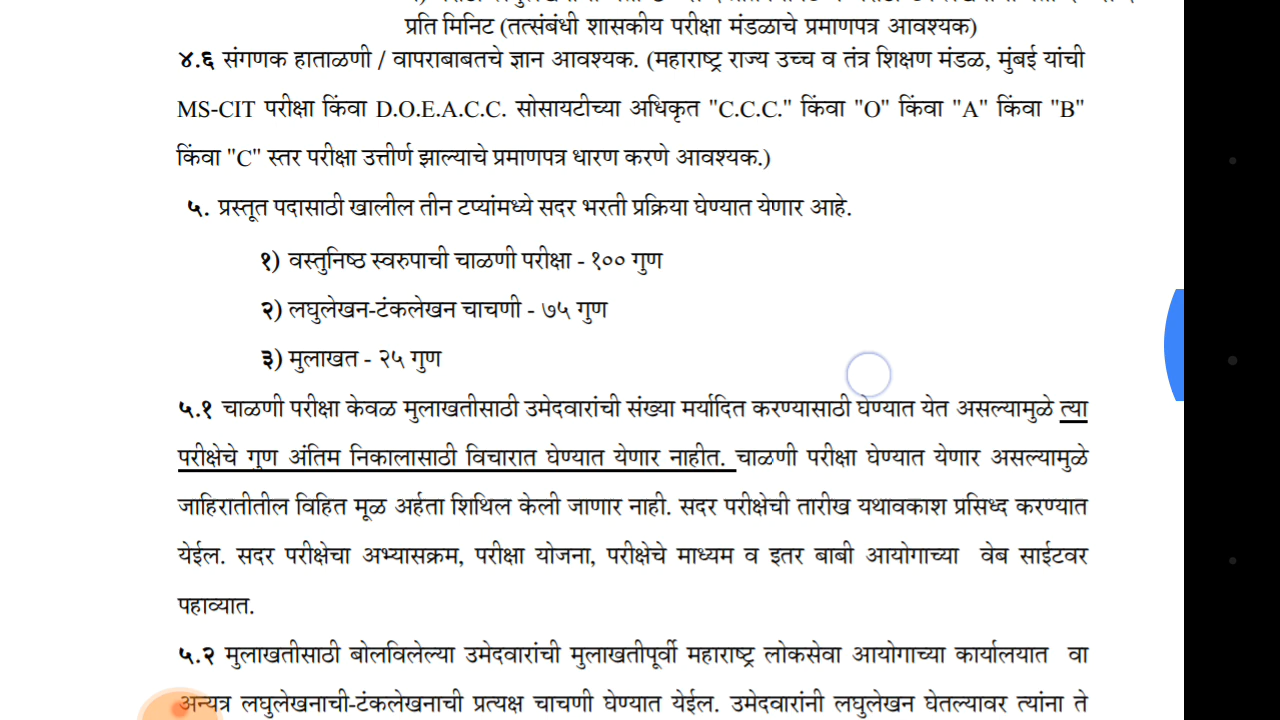 प्रति मिनिट (तत्संबंधी शासकीय परीक्षा मंडळाचे प्रमाणपत्र आवश्यक)
४.६ संगणक हाताळणी / वापराबाबतचे ज्ञान आवश्यक. (महाराष्ट्र राज्य उच्च व तंत्र शिक्षण मंडळ, मुंबई यांची
MS-CIT परीक्षा किंवा D.O.E.A.C.C. सोसायटीच्या अधिकृत "C.C.C." किंवा "O" किंवा "A" किंवा "B"
किंवा "C" स्तर परीक्षा उत्तीर्ण झाल्याचे प्रमाणपत्र धारण करणे आवश्यक.)
५. प्रस्तूत पदासाठी खालील तीन टप्यांमध्ये सदर भरती प्रक्रिया घेण्यात येणार आहे.
१) वस्तुनिष्ठ स्वरुपाची चाळणी परीक्षा - १०० गुण
२) लघुलेखन-टंकलेखन चाचणी - ७५ गुण
३) मुलाखत - २५ गुण
५.१ चाळणी परीक्षा केवळ मुलाखतीसाठी उमेदवारांची संख्या मर्यादित करण्यासाठी घेण्यात येत असल्यामुळे त्या
परीक्षेचे गुण अंतिम निकालासाठी विचारात घेण्यात येणार नाहीत. चाळणी परीक्षा घेण्यात येणार असल्यामुळे
जाहिरातीतील विहित मूळ अर्हता शिथिल केली जाणार नाही. सदर परीक्षेची तारीख यथावकाश प्रसिध्द करण्यात
येईल. सदर परीक्षेचा अभ्यासक्रम, परीक्षा योजना, परीक्षेचे माध्यम व इतर बाबी आयोगाच्या वेब साईटवर
पहाव्यात.
५.२ मुलाखतीसाठी बोलविलेल्या उमेदवारांची मुलाखतीपूर्वी महाराष्ट्र लोकसेवा आयोगाच्या कार्यालयात वा
अन्यत्र लघुलेखनाची-टंकलेखनाची प्रत्यक्ष चाचणी घेण्यात येईल. उमेदवारांनी लघुलेखन घेतल्यावर त्यांना ते